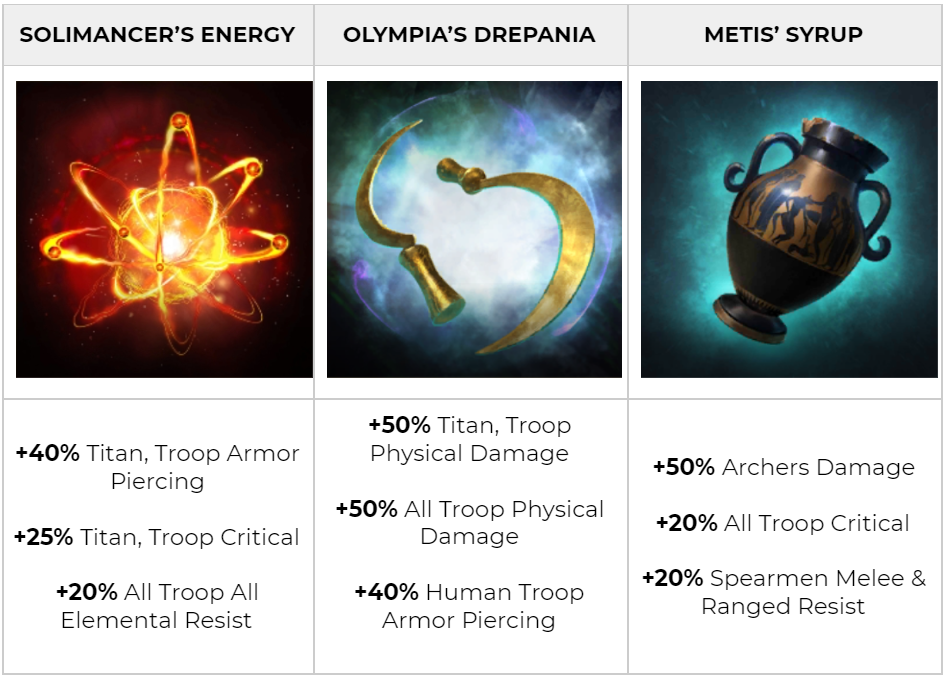 SOLIMANCER’S ENERGY
OLYMPIA’S DREPANIA
METIS’ SYRUP
+40% Titan, Troop Armor
Piercing
+25% Titan, Troop Critical
+20% All Troop All
Elemental Resist
+50% Titan, Troop
Physical Damage
+50% All Troop Physical
Damage
+40% Human Troop
Armor Piercing
+50% Archers Damage
+20% All Troop Critical
+20% Spearmen Melee &
Ranged Resist